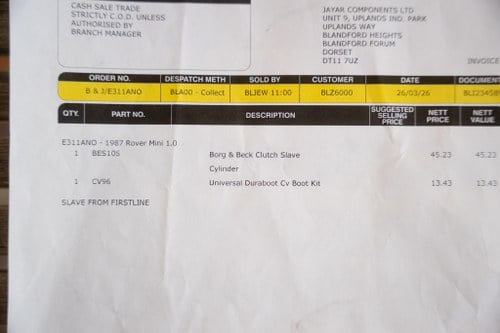 CASH SALE TRADE
STRICTLY C.O.D. UNLESS
AUTHORISED BY
BRANCH MANAGER
JAYAR COMPONENTS LTD
UNIT 9, UPLANDS IND. PARK
UPLANDS WAY
BLANDFORD HEIGHTS
BLANDFORD FORUM
DORSET
DT11 7UZ
INVOICE
ORDER NO. DESPATCH METH SOLD BY CUSTOMER DATE DOCUMENT
B & J/E311ANO BLA00 - Collect BLJEW 11:00 BLZ6000 26/03/26
QTY. PART NO. DESCRIPTION SUGGESTED SELLING PRICE NETT PRICE NETT VALUE
E311ANO - 1987 Rover Mini 1.0
1 BES105 Borg & Beck Clutch Slave 45.23 45.23
Cylinder
1 CV96 Universal Duraboot Cv Boot Kit 13.43 13.43
SLAVE FROM FIRSTLINE